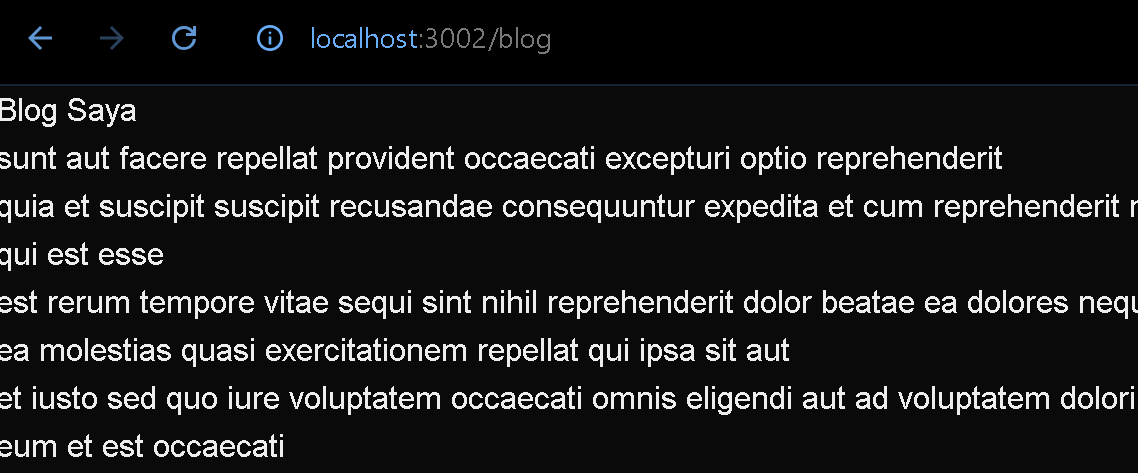 localhost:3002/blog
Blog Saya
sunt aut facere repellat provident occaecati excepturi optio reprehenderit
quia et suscipit suscipit recusandae consequuntur expedita et cum reprehenderit
qui est esse
est rerum tempore vitae sequi sint nihil reprehenderit dolor beatae ea dolores
ea molestias quasi exercitationem repellat qui ipsa sit aut
et iusto sed quo iure voluptatem occaecati omnis eligendi aut ad voluptatem
eum et est occaecati